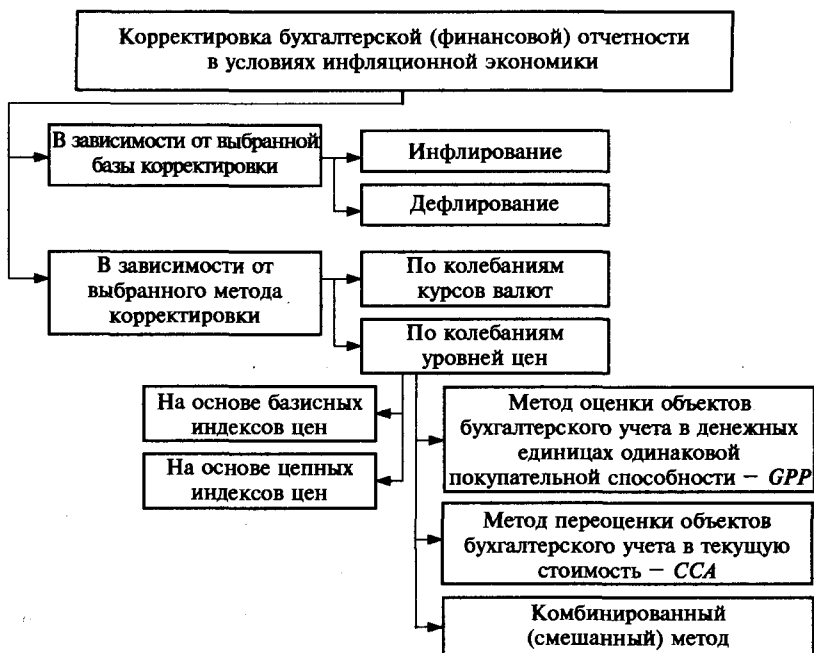 Корректировка бухгалтерской (финансовой) отчетности
в условиях инфляционной экономики
В зависимости от выбранной
базы корректировки
Инфлирование
Дефлирование
В зависимости от
выбранного метода
корректировки
По колебаниям
курсов валют
По колебаниям
уровней цен
На основе базисных
индексов цен
На основе цепных
индексов цен
Метод оценки объектов
бухгалтерского учета в денежных
единицах одинаковой
покупательной способности – GPP
Метод переоценки объектов
бухгалтерского учета в текущую
стоимость – CCA
Комбинированный
(смешанный) метод